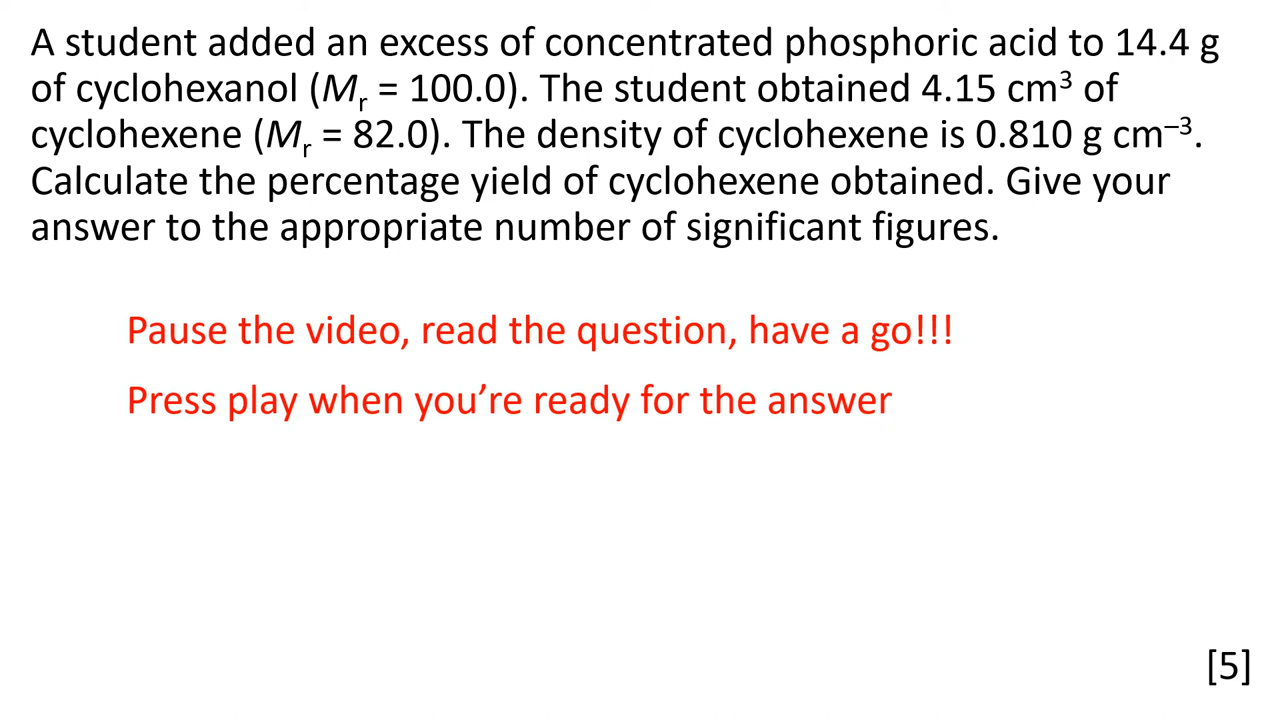 A student added an excess of concentrated phosphoric acid to 14.4 g
of cyclohexanol (Mᵣ = 100.0). The student obtained 4.15 cm³ of
cyclohexene (Mᵣ = 82.0). The density of cyclohexene is 0.810 g cm⁻³.
Calculate the percentage yield of cyclohexene obtained. Give your
answer to the appropriate number of significant figures.
Pause the video, read the question, have a go!!!
Press play when you’re ready for the answer
[5]